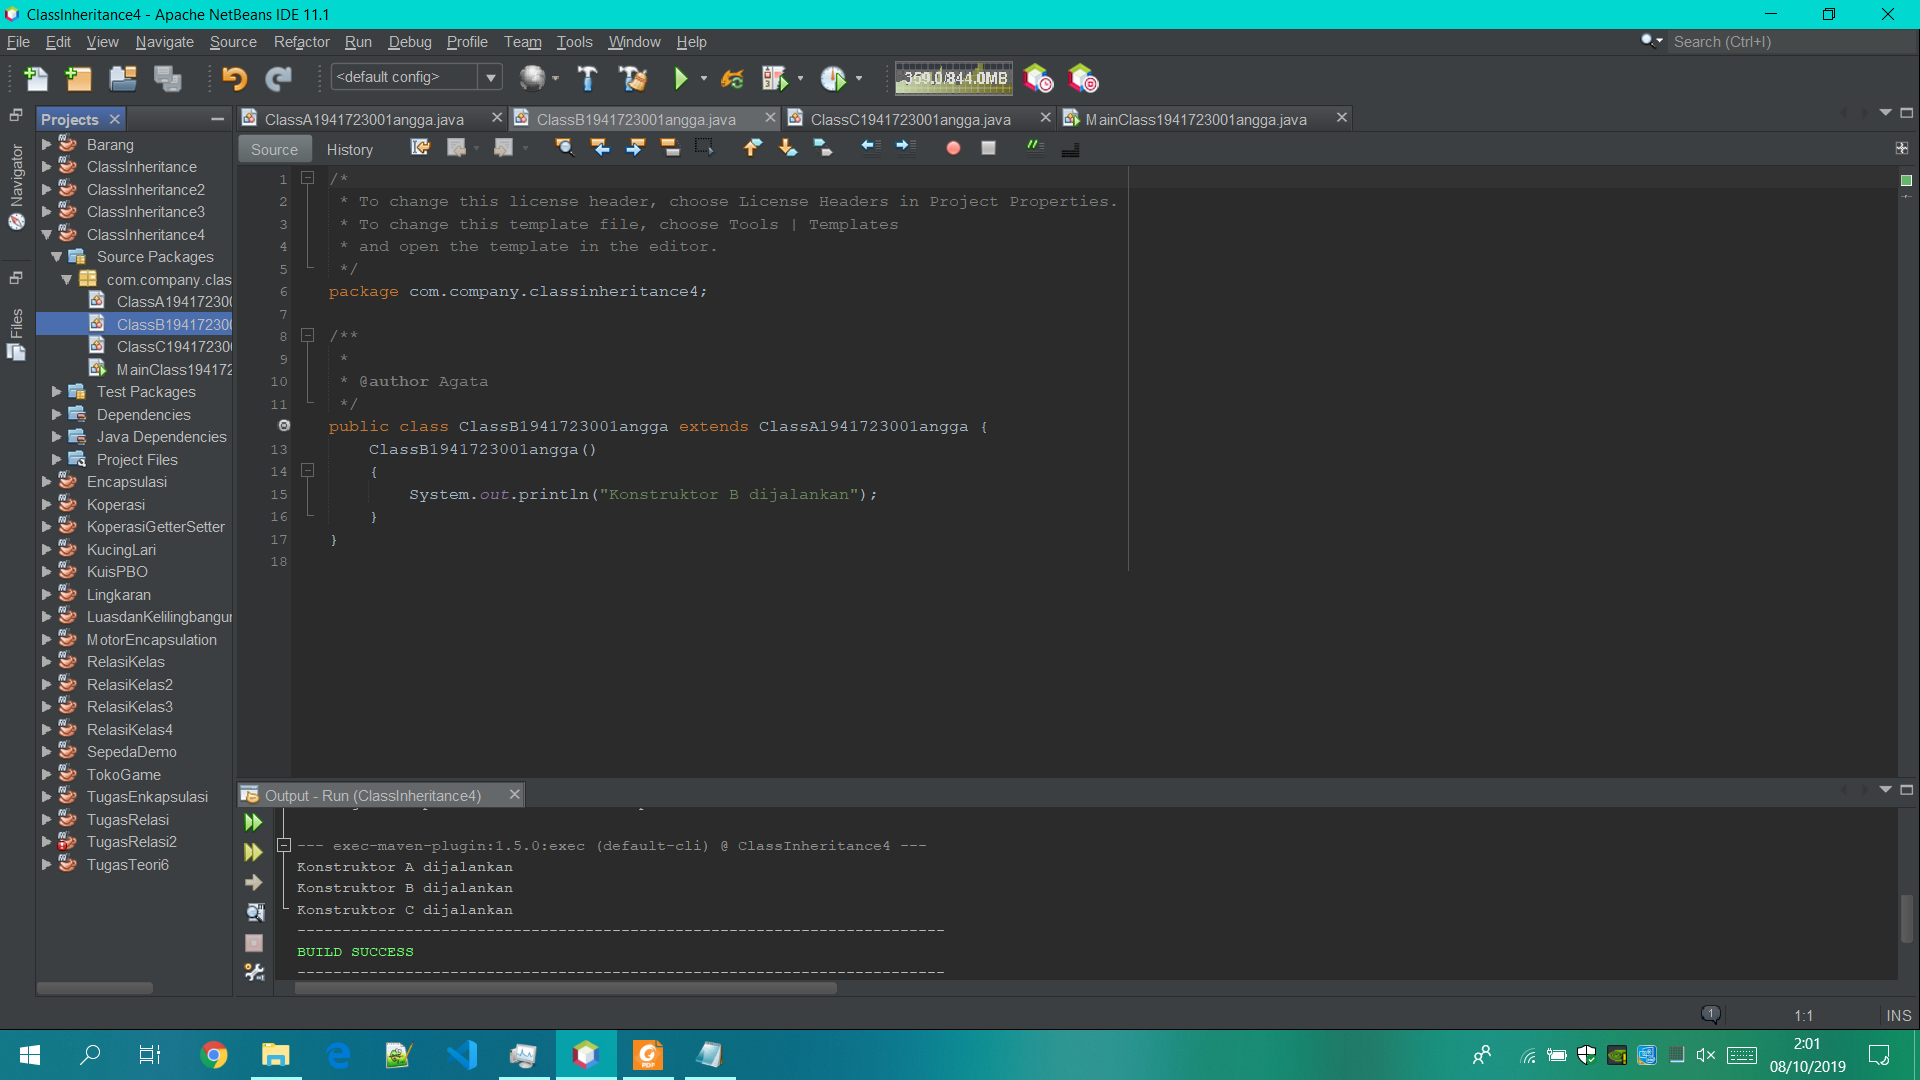 ClassInheritance4 - Apache NetBeans IDE 11.1
File Edit View Navigate Source Refactor Run Debug Profile Team Tools Window Help
Search (Ctrl+I)
<default config>
359.0/844.0MB
Projects
ClassA1941723001angga.java
ClassB1941723001angga.java
ClassC1941723001angga.java
MainClass1941723001angga.java
Source History
Navigator
Files
Barang
ClassInheritance
ClassInheritance2
ClassInheritance3
ClassInheritance4
Source Packages
com.company.clas
ClassA194172300
ClassB194172300
ClassC194172300
MainClass194172
Test Packages
Dependencies
Java Dependencies
Project Files
Encapsulasi
Koperasi
KoperasiGetterSetter
KucingLari
KuisPBO
Lingkaran
LuasdanKelilingbangun
MotorEncapsulation
RelasiKelas
RelasiKelas2
RelasiKelas3
RelasiKelas4
SepedaDemo
TokoGame
TugasEnkapsulasi
TugasRelasi
TugasRelasi2
TugasTeori6
1 /*
2 * To change this license header, choose License Headers in Project Properties.
3 * To change this template file, choose Tools | Templates
4 * and open the template in the editor.
5 */
6 package com.company.classinheritance4;
7
8 /**
9 *
10 * @author Agata
11 */
public class ClassB1941723001angga extends ClassA1941723001angga {
13 ClassB1941723001angga()
14 {
15 System.out.println("Konstruktor B dijalankan");
16 }
17 }
18
Output - Run (ClassInheritance4)
--- exec-maven-plugin:1.5.0:exec (default-cli) @ ClassInheritance4 ---
Konstruktor A dijalankan
Konstruktor B dijalankan
Konstruktor C dijalankan
------------------------------------------------------------------------
BUILD SUCCESS
------------------------------------------------------------------------
1
1:1
INS
PDF
2:01
08/10/2019